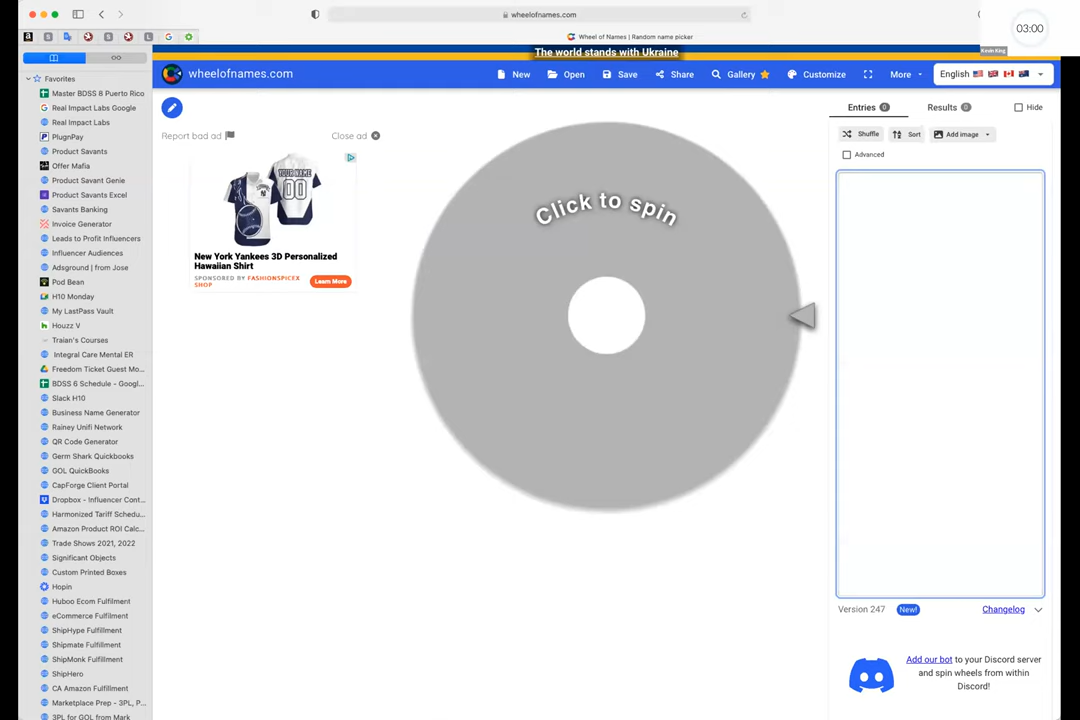 wheelofnames.com
03:00
Wheel of Names | Random name picker
Kevin King
The world stands with Ukraine
wheelofnames.com
New
Open
Save
Share
Gallery
Customize
More
English
Favorites
Master BDSS 8 Puerto Rico
Real Impact Labs Google
Real Impact Labs
PlugnPay
Product Savants
Offer Mafia
Product Savant Genie
Product Savants Excel
Savants Banking
Invoice Generator
Leads to Profit Influencers
Influencer Audiences
Adsground | from Jose
Pod Bean
H10 Monday
My LastPass Vault
Houzz V
Traian's Courses
Integral Care Mental ER
Freedom Ticket Guest Mo...
BDSS 6 Schedule - Googl...
Slack H10
Business Name Generator
Rainey Unifi Network
QR Code Generator
Germ Shark Quickbooks
GOL QuickBooks
CapForge Client Portal
Dropbox - Influencer Cont...
Harmonized Tariff Schedu...
Amazon Product ROI Calc...
Trade Shows 2021, 2022
Significant Objects
Custom Printed Boxes
Hopin
Huboo Ecom Fulfilment
eCommerce Fulfilment
ShipHype Fulfillment
Shipmate Fulfillment
ShipMonk Fulfillment
ShipHero
CA Amazon Fulfillment
Marketplace Prep - 3PL, P...
3PL for GOL from Mark
Report bad ad
Close ad
YOUR NAME
00
New York Yankees 3D Personalized
Hawaiian Shirt
SPONSORED BY FASHIONSPICEX
SHOP
Learn More
Click to spin
Entries 0
Results 0
Hide
Shuffle
Sort
Add image
Advanced
Version 247
New!
Changelog
Add our bot to your Discord server
and spin wheels from within
Discord!